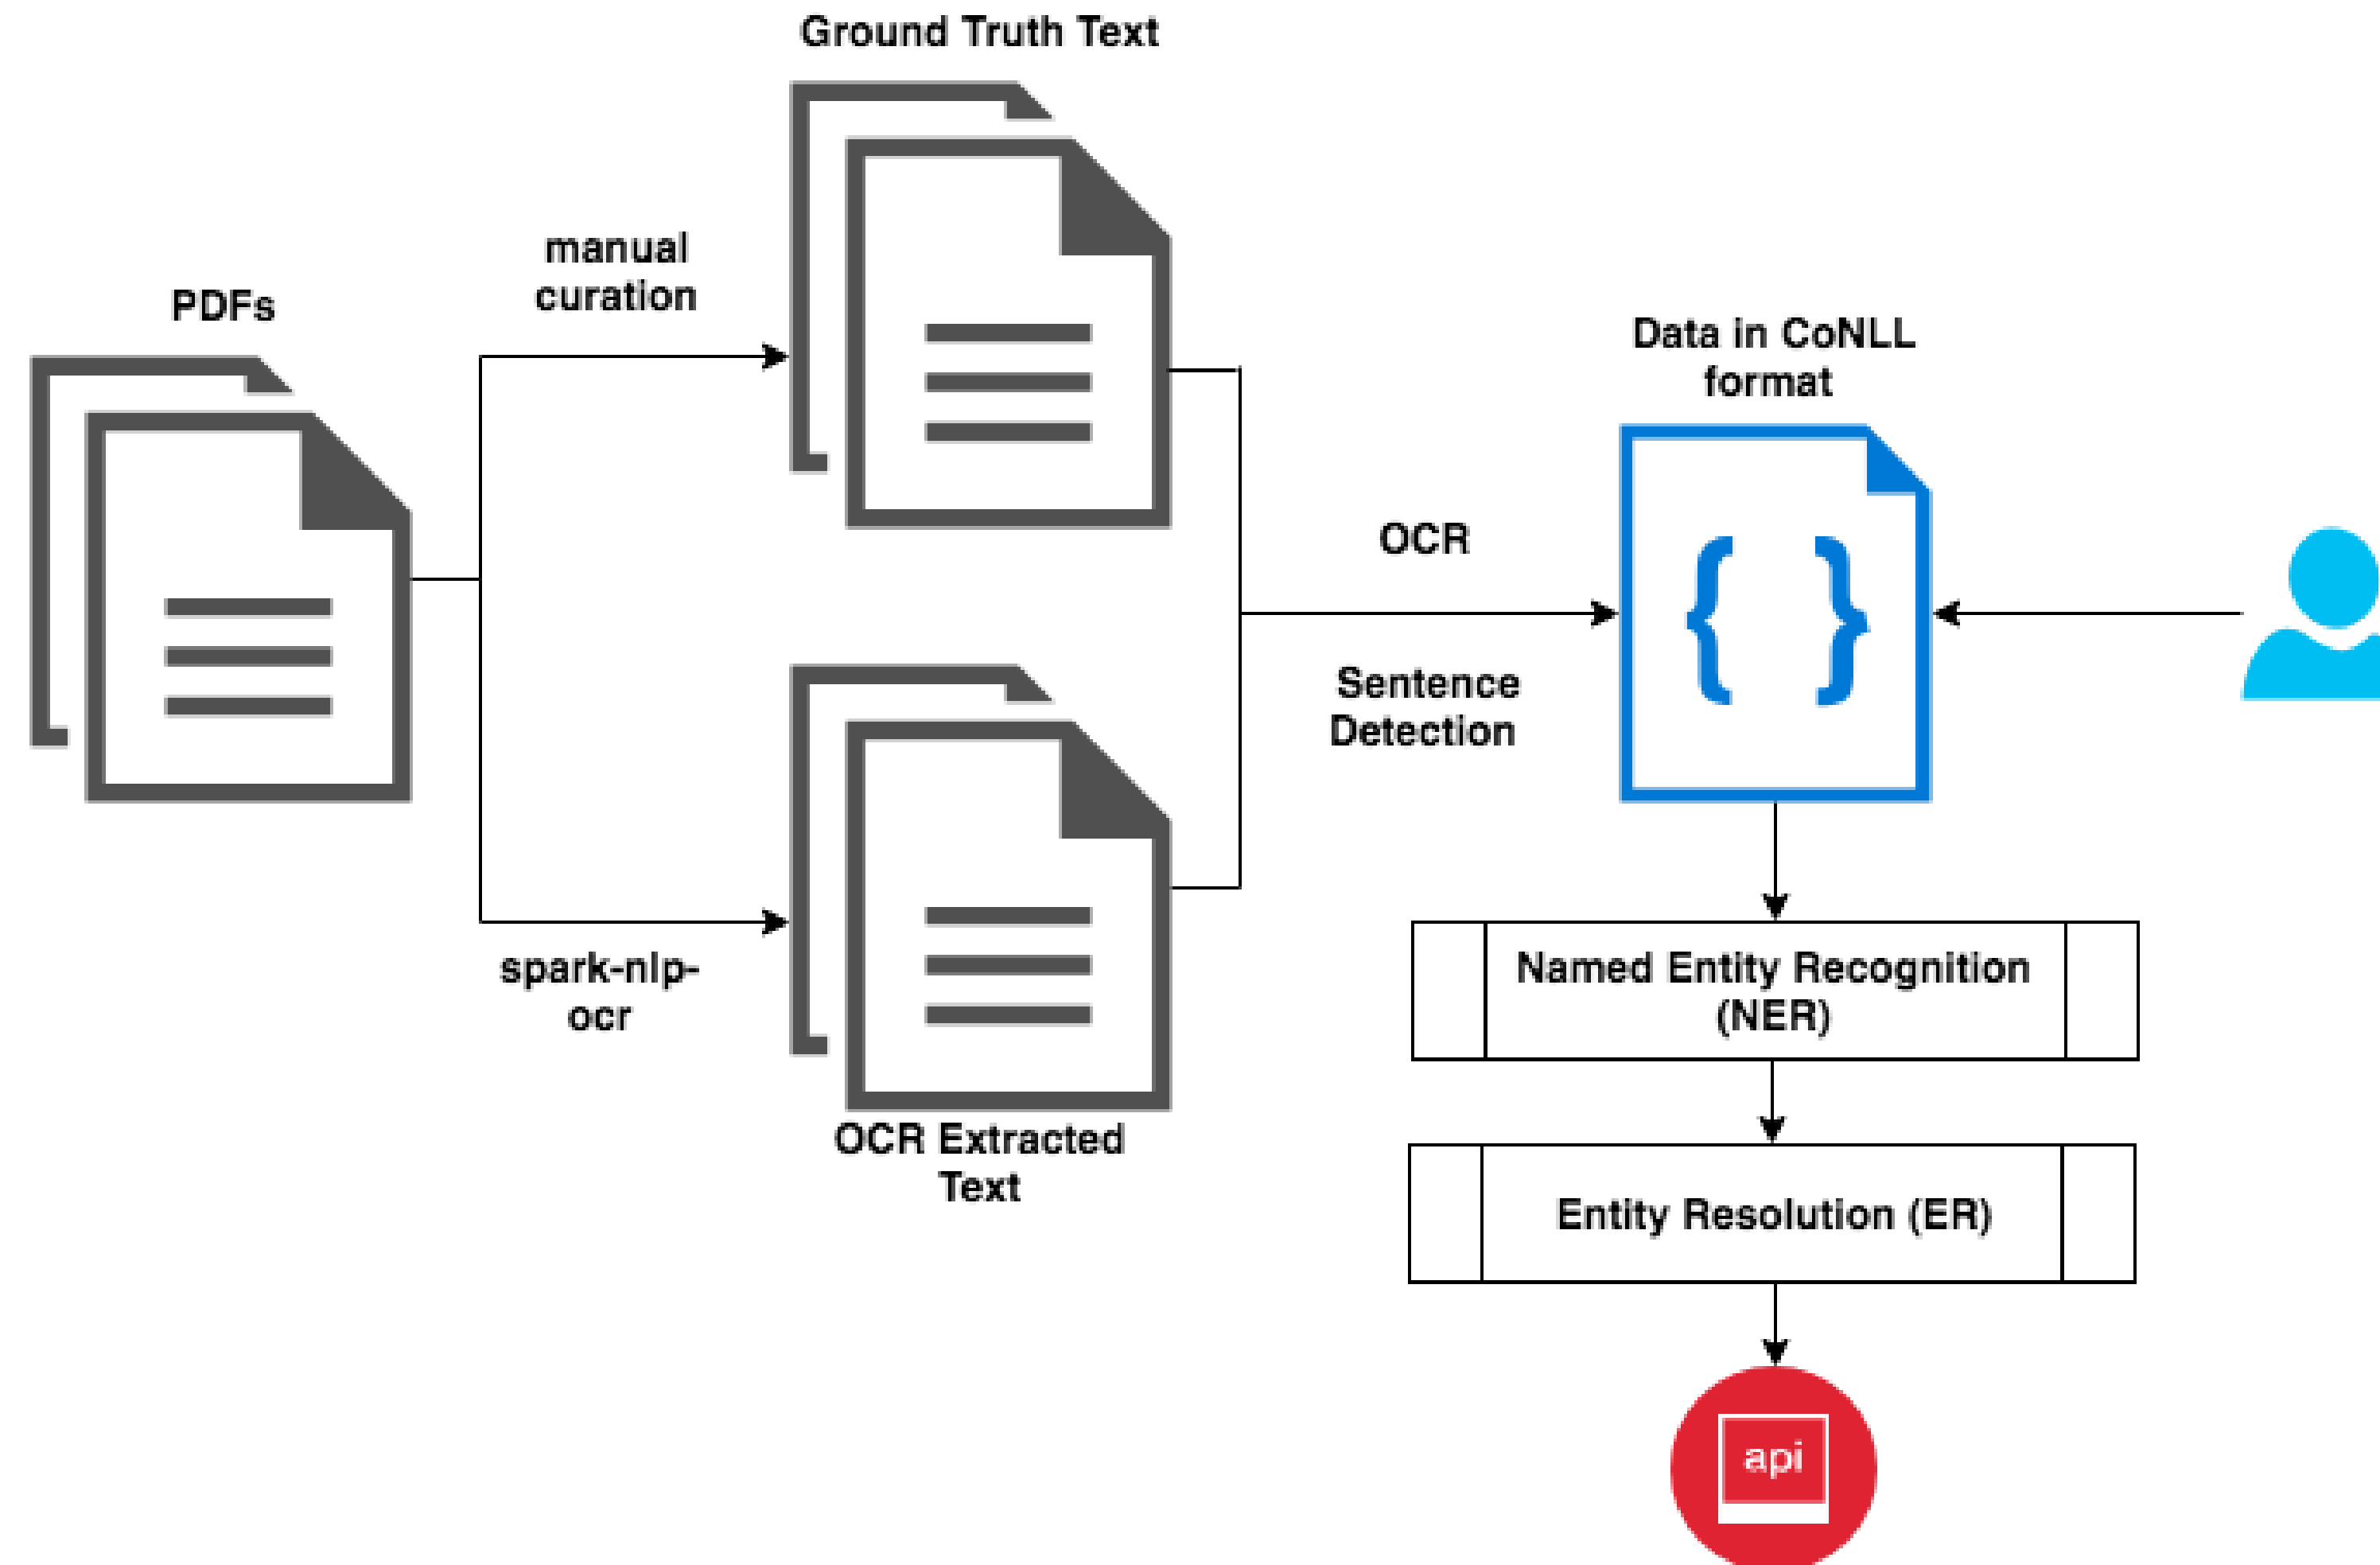 Ground Truth Text
manual
curation
PDFs
Data in CoNLL
format
OCR
Sentence
Detection
spark-nlp-
ocr
Named Entity Recognition
(NER)
OCR Extracted
Text
Entity Resolution (ER)
api